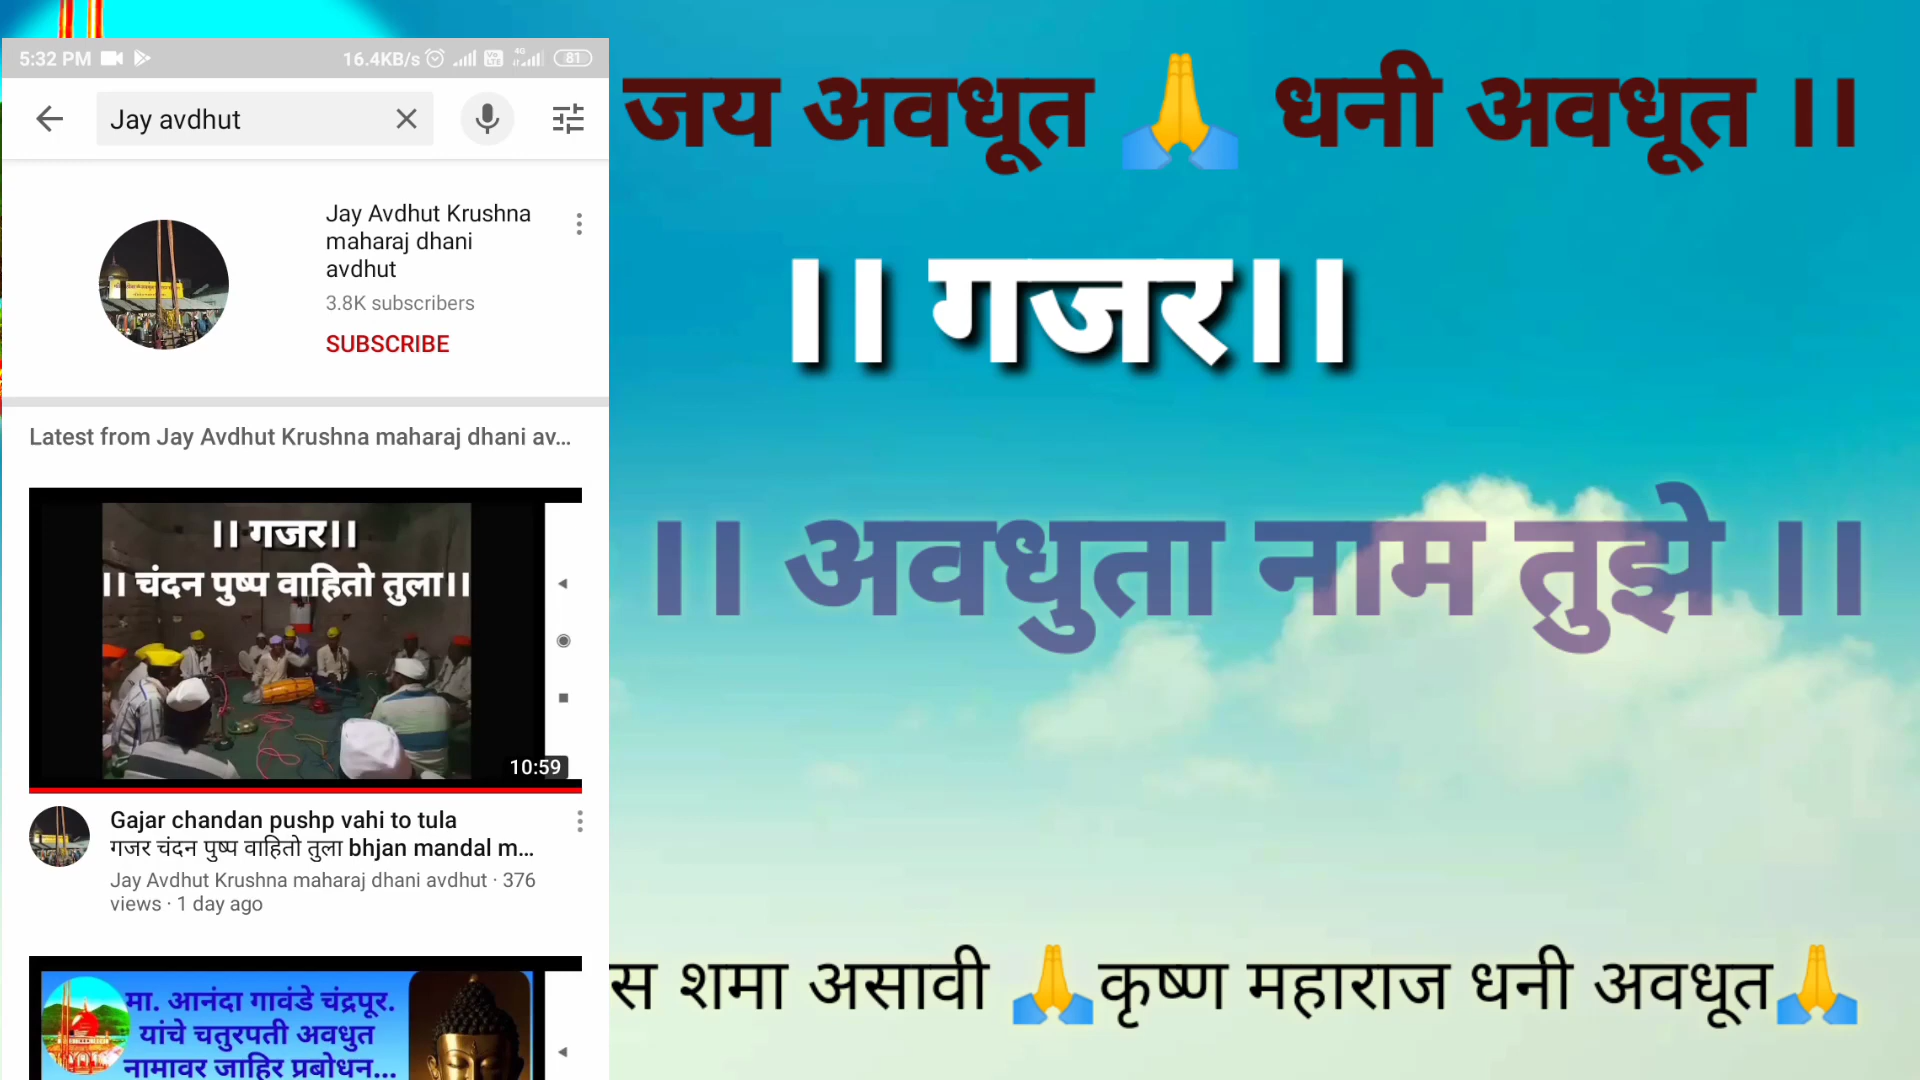 5:32 PM
16.4KB/s
4G
81
Jay avdhut
Jay Avdhut Krushna
maharaj dhani
avdhut
3.8K subscribers
SUBSCRIBE
Latest from Jay Avdhut Krushna maharaj dhani av...
।। गजर।।
।। चंदन पुष्प वाहितो तुला।।
10:59
Gajar chandan pushp vahi to tula
गजर चंदन पुष्प वाहितो तुला bhjan mandal m...
Jay Avdhut Krushna maharaj dhani avdhut · 376
views · 1 day ago
मा. आनंदा गावंडे चंद्रपूर.
यांचे चतुरपती अवधुत
नामावर जाहिर प्रबोधन...
जय अवधूत 🙏 धनी अवधूत ।।
।। गजर।।
।। अवधुता नाम तुझे ।।
स शमा असावी 🙏कृष्ण महाराज धनी अवधूत🙏